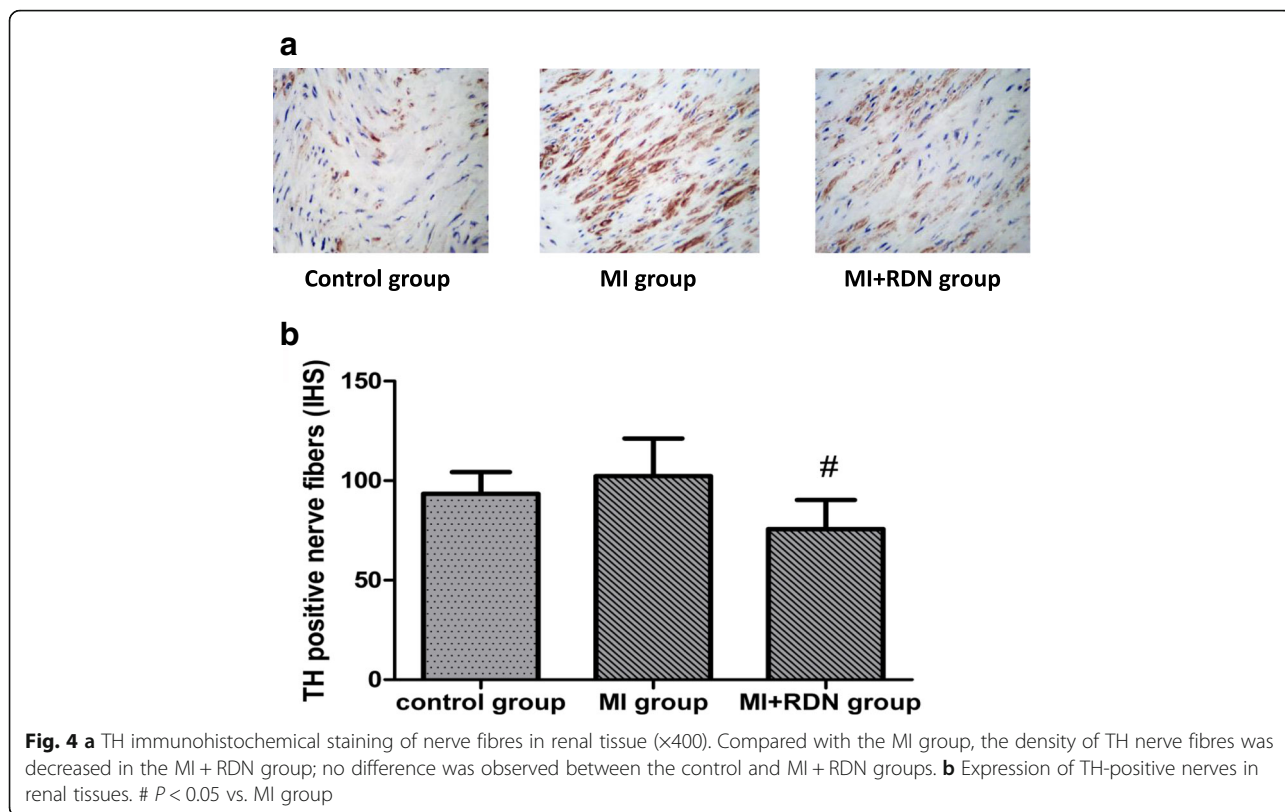 a
Control group MI group MI+RDN group
b
TH positive nerve fibers (IHS)
150
100
50
0
#
control group MI group MI+RDN group
Fig. 4 a TH immunohistochemical staining of nerve fibres in renal tissue (×400). Compared with the MI group, the density of TH nerve fibres was
decreased in the MI + RDN group; no difference was observed between the control and MI + RDN groups. b Expression of TH-positive nerves in
renal tissues. # P < 0.05 vs. MI group